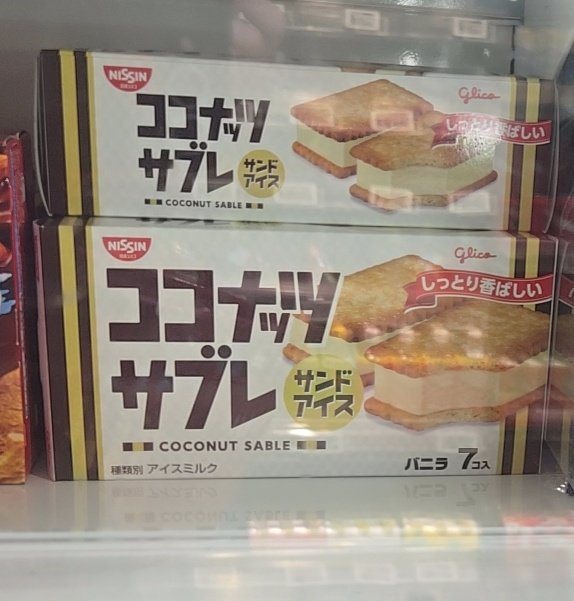 NISSIN
Glico
ココナッツ
しっとり香ばしい
サブレ
サンド
アイス
COCONUT SABLE
NISSIN
Glico
ココナッツ
しっとり香ばしい
サブレ
サンド
アイス
COCONUT SABLE
種類別 アイスミルク
バニラ 7コ入